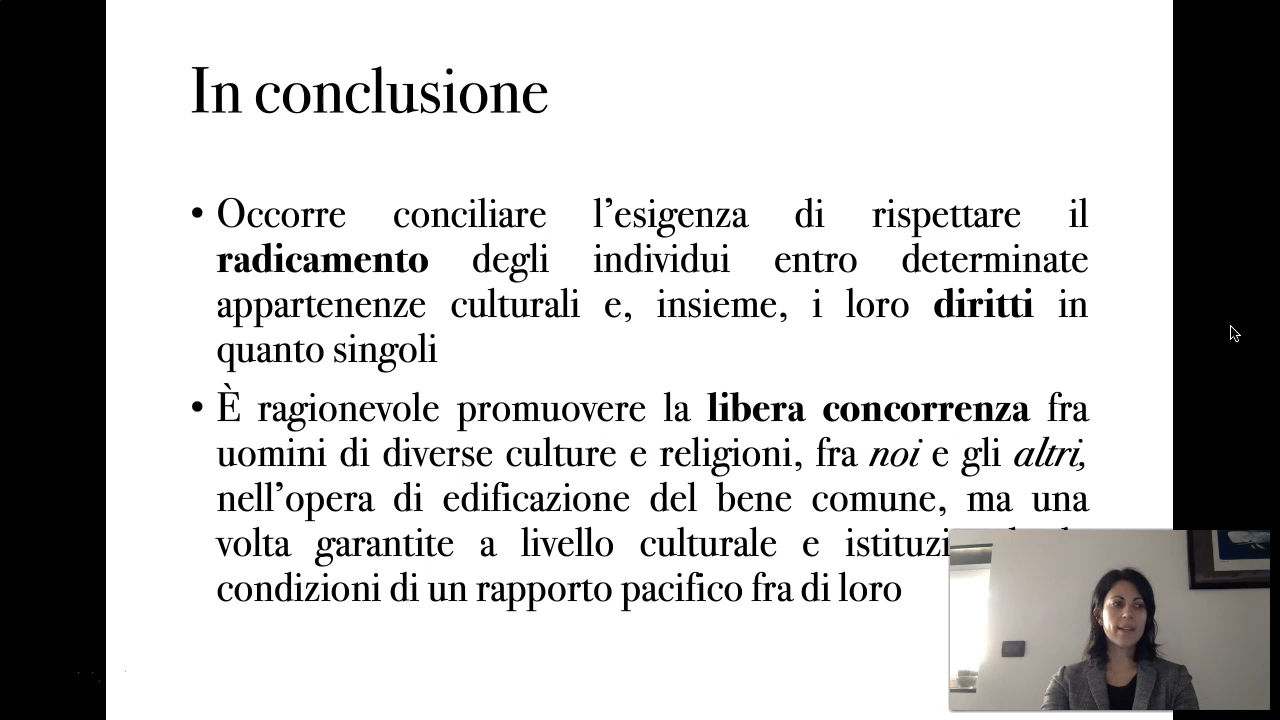 In conclusione
• Occorre conciliare l’esigenza di rispettare il
radicamento degli individui entro determinate
appartenenze culturali e, insieme, i loro diritti in
quanto singoli
• È ragionevole promuovere la libera concorrenza fra
uomini di diverse culture e religioni, fra noi e gli altri,
nell’opera di edificazione del bene comune, ma una
volta garantite a livello culturale e
condizioni di un rapporto pacifico fra di loro